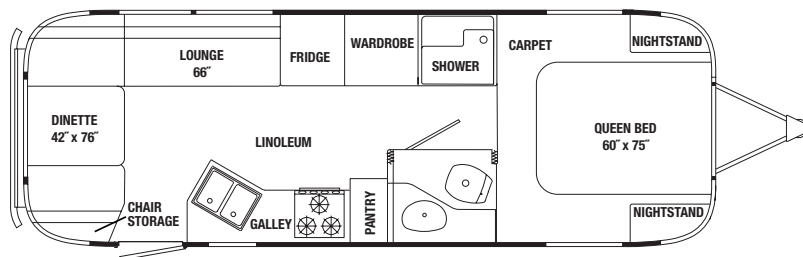 LOUNGE
66˝
FRIDGE
WARDROBE
SHOWER
CARPET
NIGHTSTAND
DINETTE
42˝ x 76˝
LINOLEUM
QUEEN BED
60˝ x 75˝
CHAIR
STORAGE
GALLEY
PANTRY
NIGHTSTAND